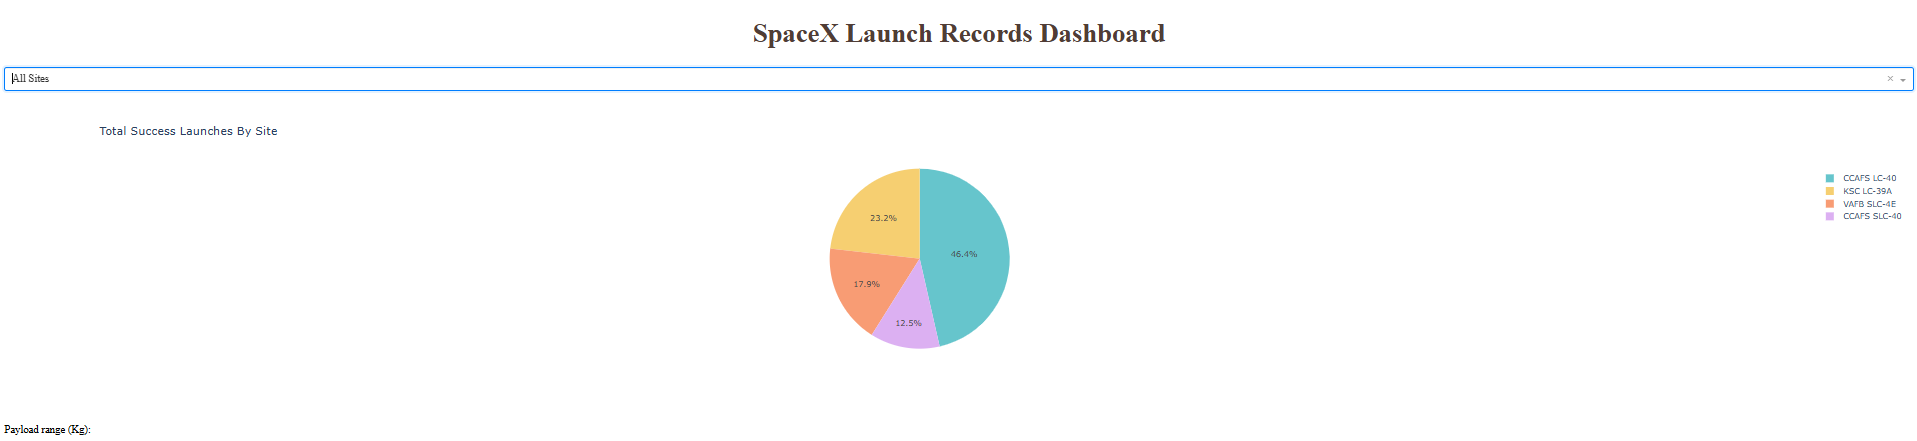 SpaceX Launch Records Dashboard
All Sites
Total Success Launches By Site
CCAFS LC-40
KSC LC-39A
VAFB SLC-4E
CCAFS SLC-40
23.2%
46.4%
17.9%
12.5%
Payload range (Kg):